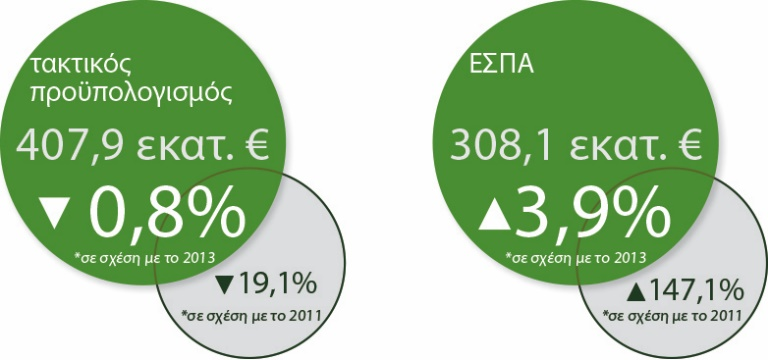 τακτικός
προϋπολογισμός
407,9 εκατ. €
▼ 0,8%
*σε σχέση με το 2013
▼19,1%
*σε σχέση με το 2011
ΕΣΠΑ
308,1 εκατ. €
▲3,9%
*σε σχέση με το 2013
▲147,1%
*σε σχέση με το 2011